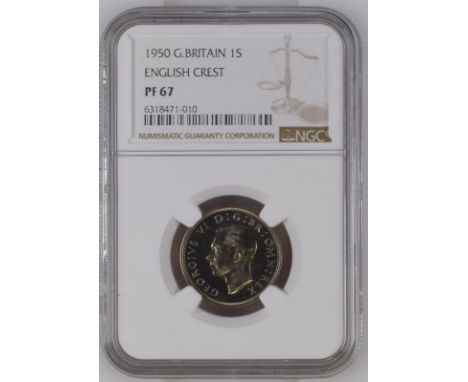 1950 G.BRITAIN 1S
ENGLISH CREST
PF 67
6318471-010
NUMISMATIC GUARANTY CORPORATION
NGC
GEORGIVS VI D:G:BR:OMN:REX